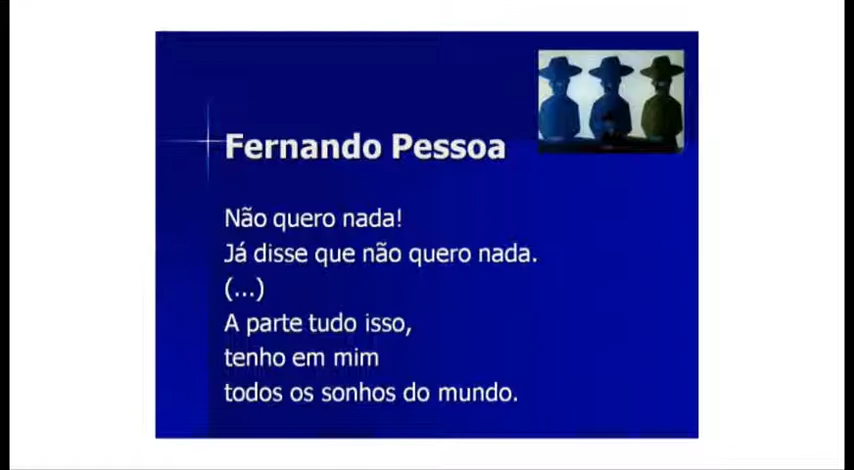 Fernando Pessoa
Não quero nada!
Já disse que não quero nada.
(...)
A parte tudo isso,
tenho em mim
todos os sonhos do mundo.